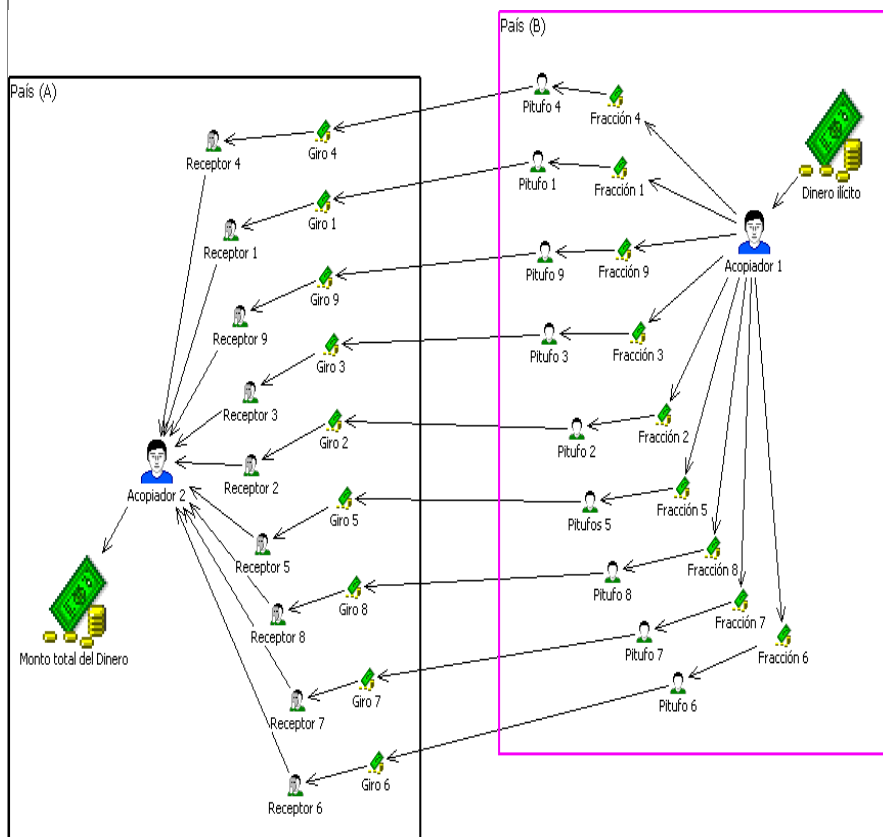 País (B)
País (A)
Pitufo 4
Fracción 4
Giro 4
Receptor 4
Dinero ilícito
Pitufo 1
Fracción 1
Giro 1
Receptor 1
Acopiador 1
Pitufo 9
Fracción 9
Giro 9
Receptor 9
Pitufo 3
Fracción 3
Giro 3
Receptor 3
Pitufo 2
Fracción 2
Giro 2
Receptor 2
Acopiador 2
Pitufos 5
Fracción 5
Giro 5
Receptor 5
Pitufo 8
Fracción 8
Giro 8
Receptor 8
Pitufo 7
Fracción 7
Monto total del Dinero
Fracción 6
Giro 7
Receptor 7
Pitufo 6
Giro 6
Receptor 6